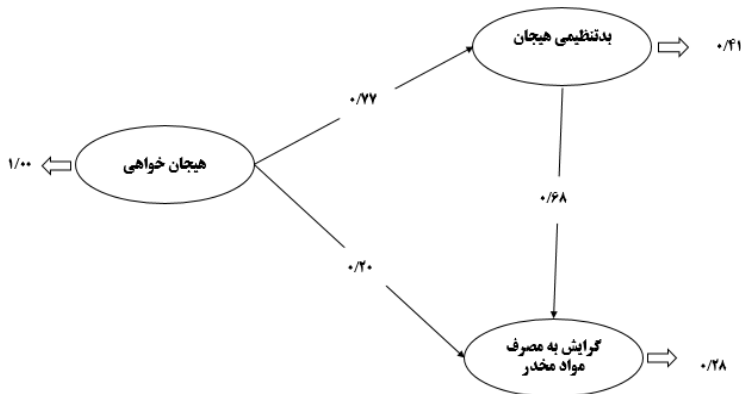 بدتنظیمی هیجان
۰/۴۱
۰/۷۷
هیجان خواهی
۱/۰۰
۰/۶۸
۰/۲۰
گرایش به مصرف
مواد مخدر
۰/۲۸